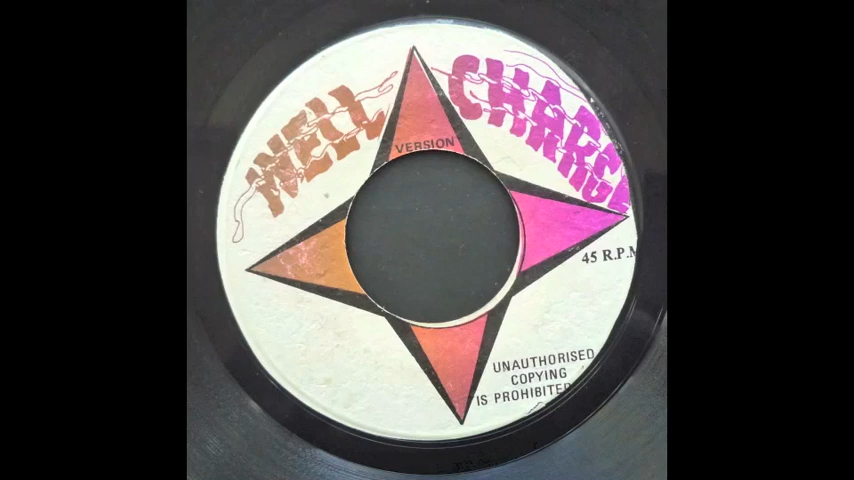 WELL CHARGE
VERSION
45 R.P.M
UNAUTHORISED
COPYING
IS PROHIBITED